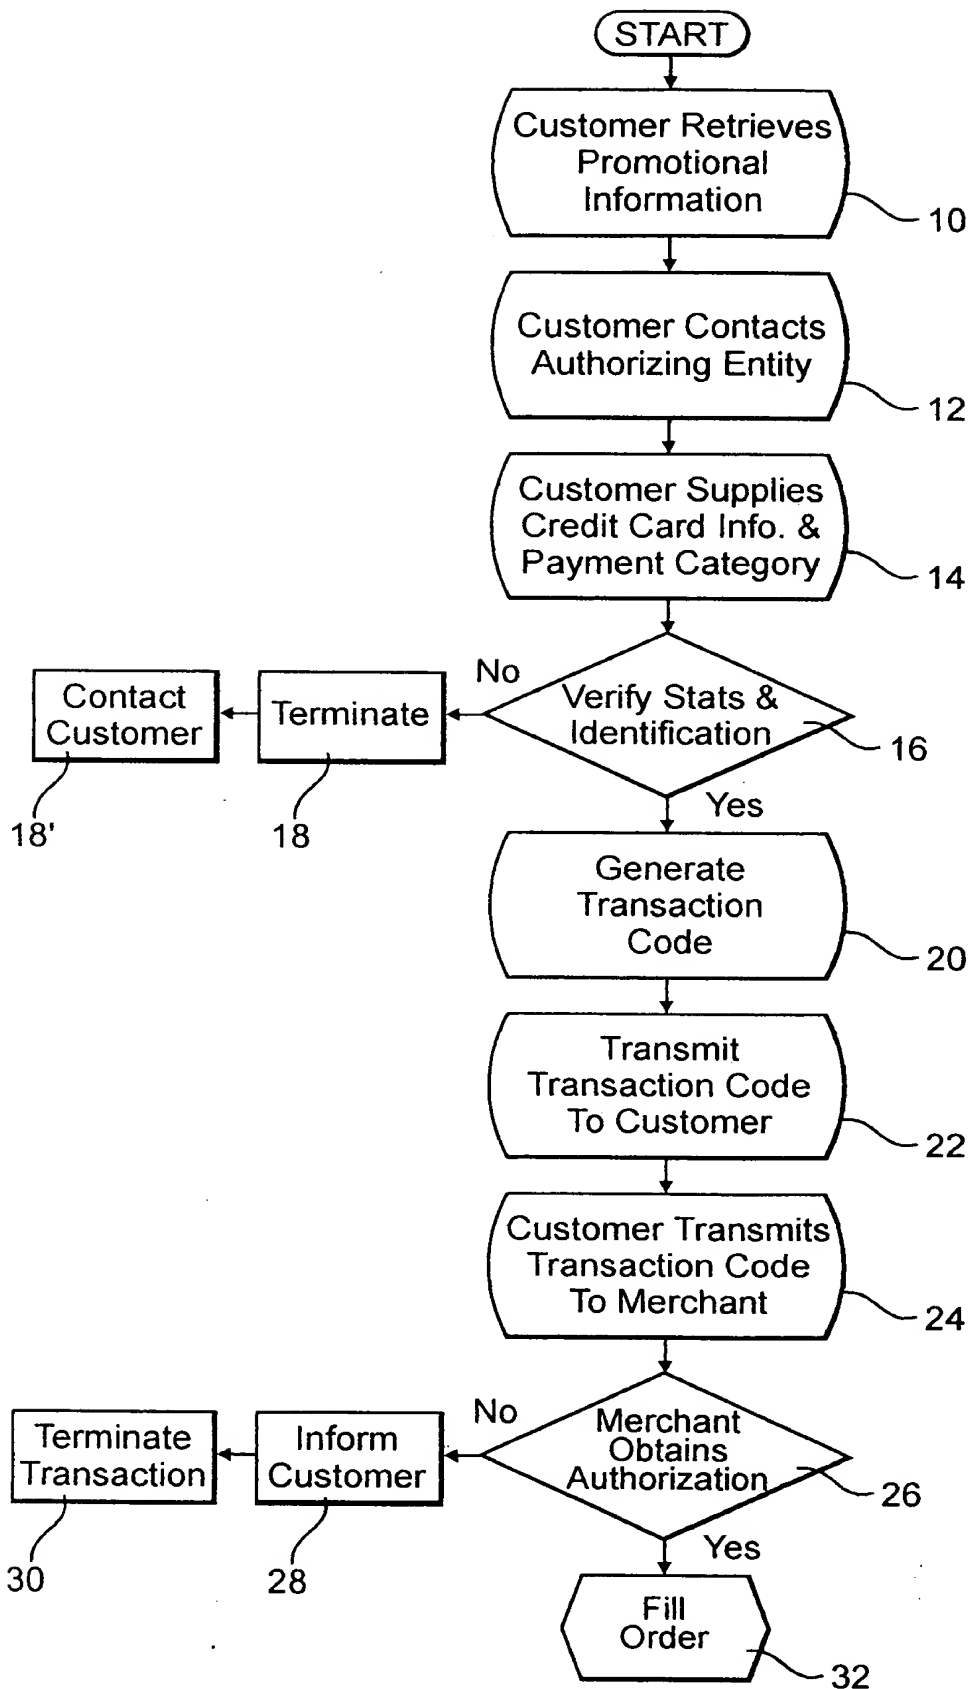 START
Customer Retrieves
Promotional
Information
10
Customer Contacts
Authorizing Entity
12
Customer Supplies
Credit Card Info. &
Payment Category
14
No
Verify Stats &
Identification
16
Terminate
18
Contact
Customer
18'
Yes
Generate
Transaction
Code
20
Transmit
Transaction Code
To Customer
22
Customer Transmits
Transaction Code
To Merchant
24
No
Merchant
Obtains
Authorization
26
Inform
Customer
28
Terminate
Transaction
30
Yes
Fill
Order
32